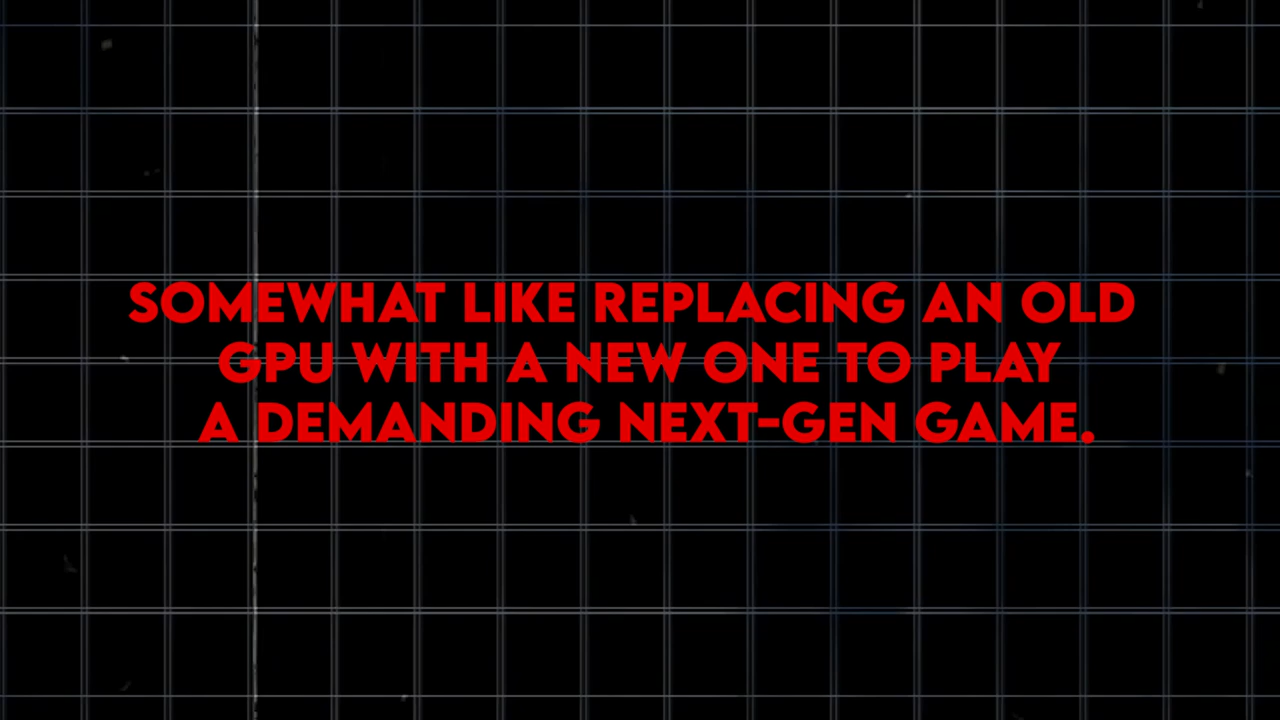 SOMEWHAT LIKE REPLACING AN OLD
GPU WITH A NEW ONE TO PLAY
A DEMANDING NEXT-GEN GAME.